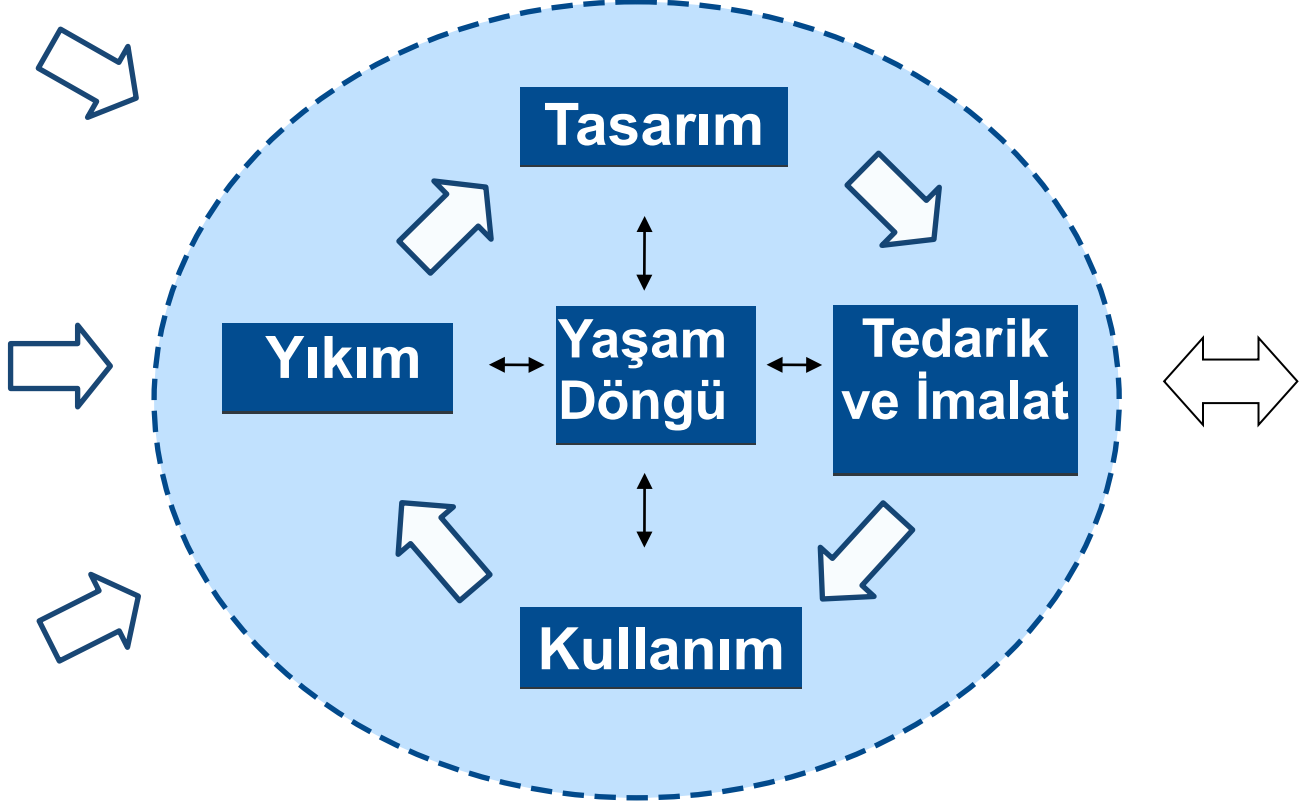 Tasarım
Yıkım
Yaşam
Döngü
Tedarik
ve İmalat
Kullanım